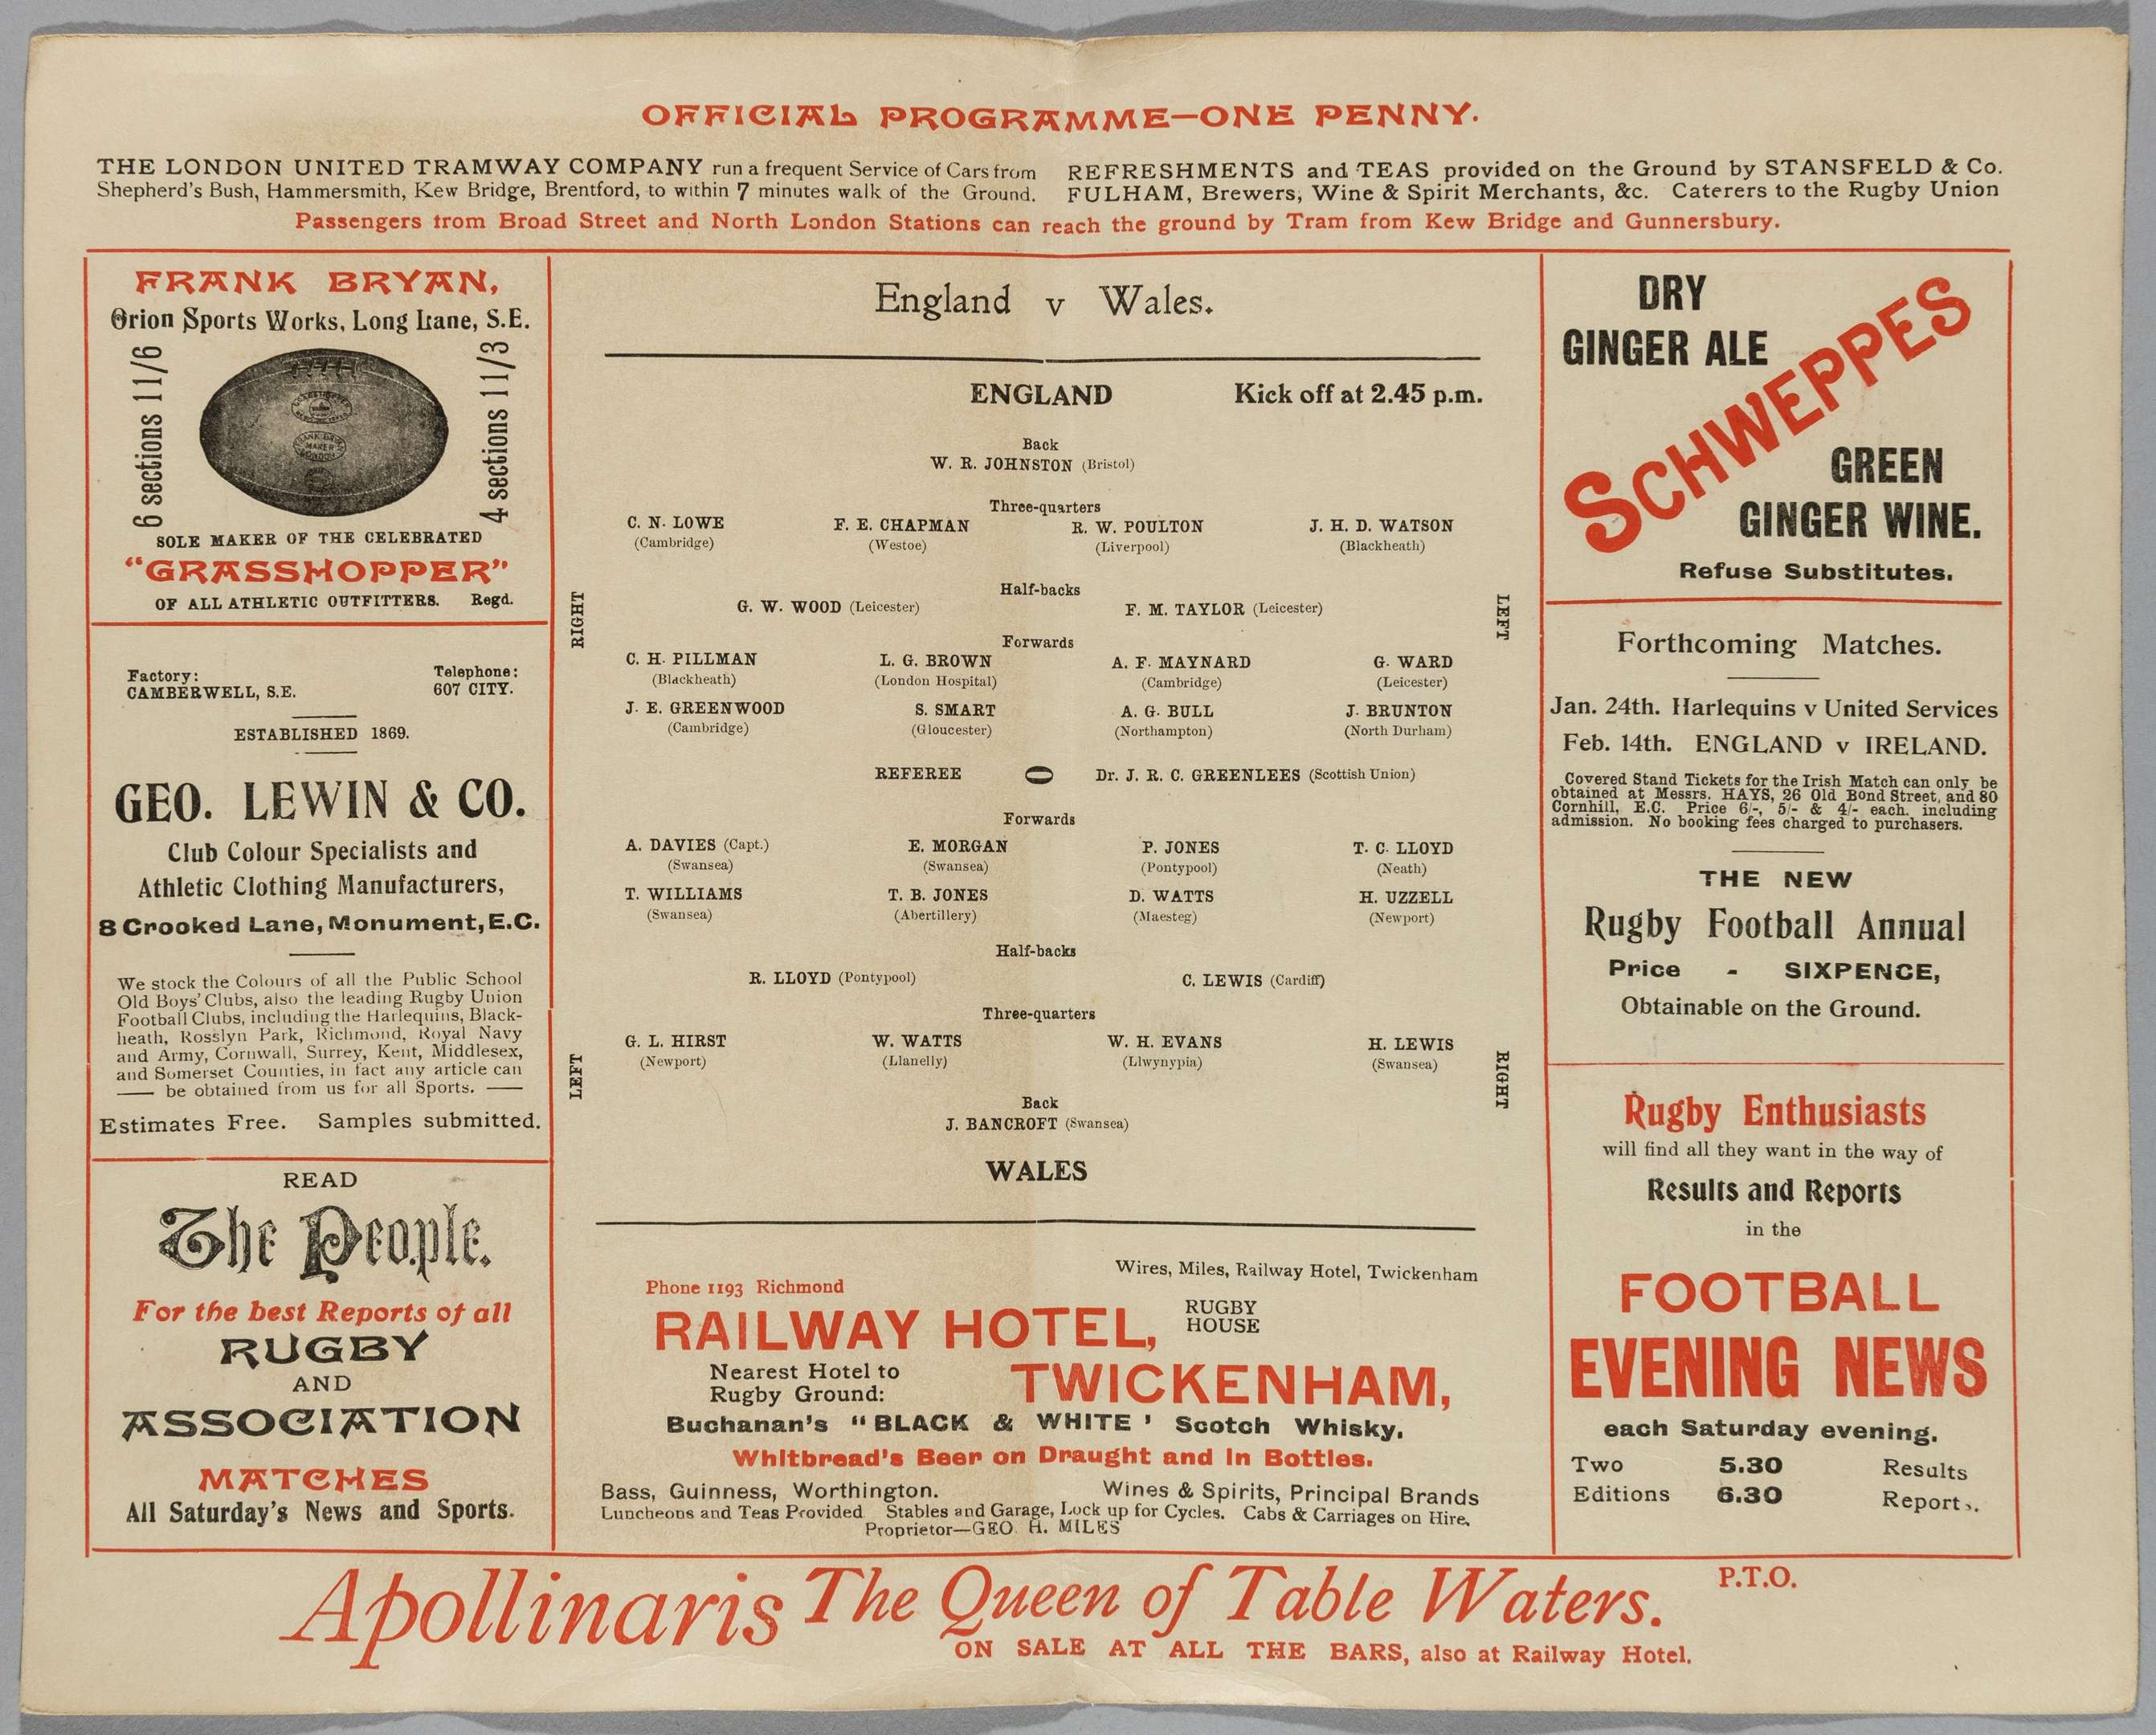 OFFICIAL PROGRAMME—ONE PENNY.
THE LONDON UNITED TRAMWAY COMPANY run a frequent Service of Cars from
Shepherd's Bush, Hammersmith, Kew Bridge, Brentford, to within 7 minutes walk of the Ground.
REFRESHMENTS and TEAS provided on the Ground by STANSFELD & Co.
FULHAM, Brewers, Wine & Spirit Merchants, &c. Caterers to the Rugby Union
Passengers from Broad Street and North London Stations can reach the ground by Tram from Kew Bridge and Gunnersbury.
FRANK BRYAN,
Orion Sports Works, Long Lane, S.E.
6 sections 11/6
4 sections 11/3
FRANK BRYAN
MAKER
LONDON
SOLE MAKER OF THE CELEBRATED
"GRASSHOPPER"
OF ALL ATHLETIC OUTFITTERS. Regd.
Factory:
CAMBERWELL, S.E.
Telephone:
607 CITY.
ESTABLISHED 1869.
GEO. LEWIN & CO.
Club Colour Specialists and
Athletic Clothing Manufacturers,
8 Crooked Lane, Monument, E.C.
We stock the Colours of all the Public School
Old Boys' Clubs, also the leading Rugby Union
Football Clubs, including the Harlequins, Black-
heath, Rosslyn Park, Richmond, Royal Navy
and Army, Cornwall, Surrey, Kent, Middlesex,
and Somerset Counties, in fact any article can
— be obtained from us for all Sports. —
Estimates Free. Samples submitted.
READ
The People.
For the best Reports of all
RUGBY
AND
ASSOCIATION
MATCHES
All Saturday's News and Sports.
England v Wales.
ENGLAND Kick off at 2.45 p.m.
Back
W. R. JOHNSTON (Bristol)
Three-quarters
C. N. LOWE F. E. CHAPMAN R. W. POULTON J. H. D. WATSON
(Cambridge) (Westoe) (Liverpool) (Blackheath)
RIGHT
LEFT
Half-backs
G. W. WOOD (Leicester) F. M. TAYLOR (Leicester)
Forwards
C. H. PILLMAN L. G. BROWN A. F. MAYNARD G. WARD
(Blackheath) (London Hospital) (Cambridge) (Leicester)
J. E. GREENWOOD S. SMART A. G. BULL J. BRUNTON
(Cambridge) (Gloucester) (Northampton) (North Durham)
REFEREE Dr. J. R. C. GREENLEES (Scottish Union)
Forwards
A. DAVIES (Capt.) E. MORGAN P. JONES T. C. LLOYD
(Swansea) (Swansea) (Pontypool) (Neath)
T. WILLIAMS T. B. JONES D. WATTS H. UZZELL
(Swansea) (Abertillery) (Maesteg) (Newport)
Half-backs
R. LLOYD (Pontypool) C. LEWIS (Cardiff)
Three-quarters
G. L. HIRST W. WATTS W. H. EVANS H. LEWIS
(Newport) (Llanelly) (Llwynypia) (Swansea)
LEFT
RIGHT
Back
J. BANCROFT (Swansea)
WALES
Phone 1193 Richmond
Wires, Miles, Railway Hotel, Twickenham
RAILWAY HOTEL, RUGBY
HOUSE
Nearest Hotel to
Rugby Ground:
TWICKENHAM,
Buchanan's "BLACK & WHITE' Scotch Whisky.
Whitbread's Beer on Draught and in Bottles.
Bass, Guinness, Worthington. Wines & Spirits, Principal Brands
Luncheons and Teas Provided Stables and Garage, Lock up for Cycles. Cabs & Carriages on Hire.
Proprietor—GEO. H. MILES
DRY
GINGER ALE
SCHWEPPES
GREEN
GINGER WINE.
Refuse Substitutes.
Forthcoming Matches.
Jan. 24th. Harlequins v United Services
Feb. 14th. ENGLAND v IRELAND.
Covered Stand Tickets for the Irish Match can only be
obtained at Messrs. HAYS, 26 Old Bond Street, and 80
Cornhill, E.C. Price 6/-, 5/- & 4/- each. including
admission. No booking fees charged to purchasers.
THE NEW
Rugby Football Annual
Price - SIXPENCE,
Obtainable on the Ground.
Rugby Enthusiasts
will find all they want in the way of
Results and Reports
in the
FOOTBALL
EVENING NEWS
each Saturday evening.
Two 5.30 Results
Editions 6.30 Reports.
Apollinaris The Queen of Table Waters.
P.T.O.
ON SALE AT ALL THE BARS, also at Railway Hotel.